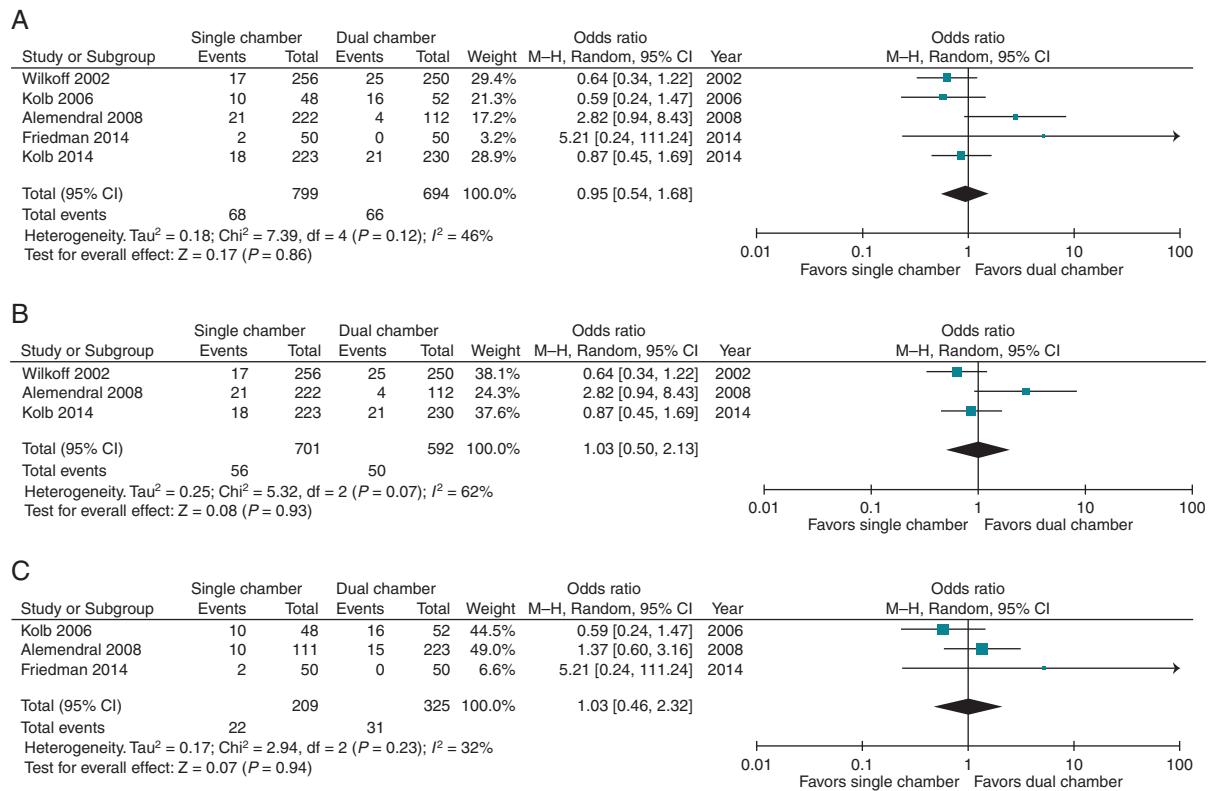 A
Single chamber Dual chamber Odds ratio Odds ratio
Study or Subgroup Events Total Events Total Weight M–H, Random, 95% CI Year M–H, Random, 95% CI
Wilkoff 2002 17 256 25 250 29.4% 0.64 [0.34, 1.22] 2002
Kolb 2006 10 48 16 52 21.3% 0.59 [0.24, 1.47] 2006
Alemendral 2008 21 222 4 112 17.2% 2.82 [0.94, 8.43] 2008
Friedman 2014 2 50 0 50 3.2% 5.21 [0.24, 111.24] 2014
Kolb 2014 18 223 21 230 28.9% 0.87 [0.45, 1.69] 2014
Total (95% CI) 799 694 100.0% 0.95 [0.54, 1.68]
Total events 68 66
Heterogeneity. Tau² = 0.18; Chi² = 7.39, df = 4 (P = 0.12); I² = 46%
Test for everall effect: Z = 0.17 (P = 0.86)
0.01 0.1 1 10 100
Favors single chamber Favors dual chamber
B
Single chamber Dual chamber Odds ratio Odds ratio
Study or Subgroup Events Total Events Total Weight M–H, Random, 95% CI Year M–H, Random, 95% CI
Wilkoff 2002 17 256 25 250 38.1% 0.64 [0.34, 1.22] 2002
Alemendral 2008 21 222 4 112 24.3% 2.82 [0.94, 8.43] 2008
Kolb 2014 18 223 21 230 37.6% 0.87 [0.45, 1.69] 2014
Total (95% CI) 701 592 100.0% 1.03 [0.50, 2.13]
Total events 56 50
Heterogeneity. Tau² = 0.25; Chi² = 5.32, df = 2 (P = 0.07); I² = 62%
Test for everall effect: Z = 0.08 (P = 0.93)
0.01 0.1 1 10 100
Favors single chamber Favors dual chamber
C
Single chamber Dual chamber Odds ratio Odds ratio
Study or Subgroup Events Total Events Total Weight M–H, Random, 95% CI Year M–H, Random, 95% CI
Kolb 2006 10 48 16 52 44.5% 0.59 [0.24, 1.47] 2006
Alemendral 2008 10 111 15 223 49.0% 1.37 [0.60, 3.16] 2008
Friedman 2014 2 50 0 50 6.6% 5.21 [0.24, 111.24] 2014
Total (95% CI) 209 325 100.0% 1.03 [0.46, 2.32]
Total events 22 31
Heterogeneity. Tau² = 0.17; Chi² = 2.94, df = 2 (P = 0.23); I² = 32%
Test for everall effect: Z = 0.07 (P = 0.94)
0.01 0.1 1 10 100
Favors single chamber Favors dual chamber